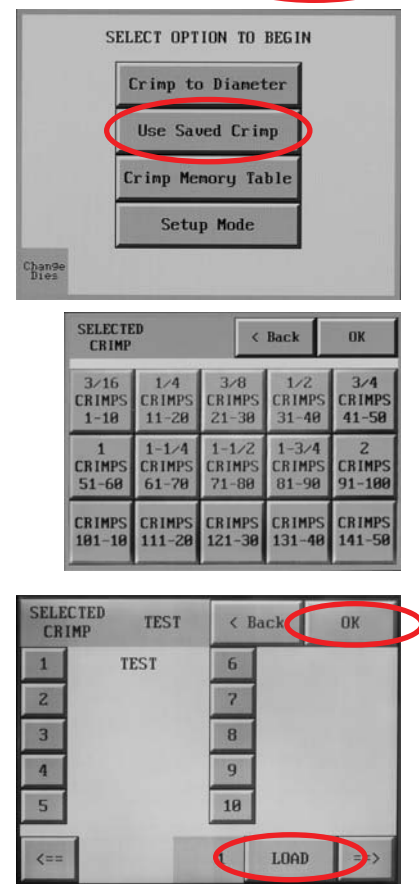 SELECT OPTION TO BEGIN
Crimp to Diameter
Use Saved Crimp
Crimp Memory Table
Setup Mode
Change
Dies
SELECTED
CRIMP
< Back
OK
3/16
CRIMPS
1-10
1/4
CRIMPS
11-20
3/8
CRIMPS
21-30
1/2
CRIMPS
31-40
3/4
CRIMPS
41-50
1
CRIMPS
51-60
1-1/4
CRIMPS
61-70
1-1/2
CRIMPS
71-80
1-3/4
CRIMPS
81-90
2
CRIMPS
91-100
CRIMPS
101-10
CRIMPS
111-20
CRIMPS
121-30
CRIMPS
131-40
CRIMPS
141-50
SELECTED
CRIMP
TEST
< Back
OK
1
TEST
6
2
7
3
8
4
9
5
10
<==
1
LOAD
==>